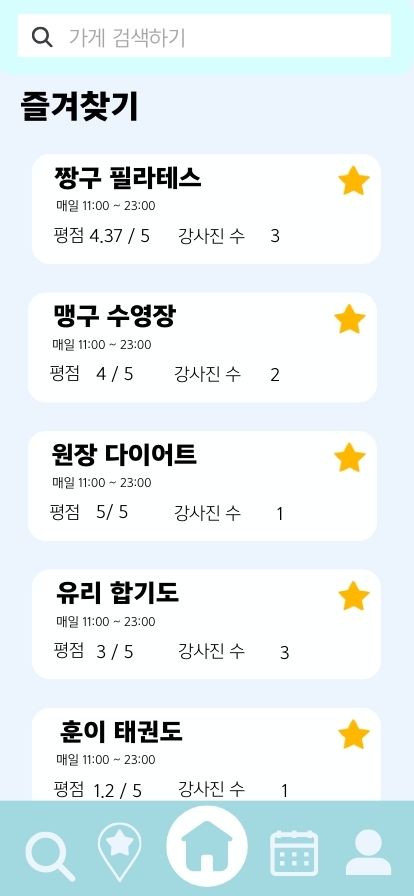 가게 검색하기
즐겨찾기
짱구 필라테스
매일 11:00 ~ 23:00
평점 4.37 / 5 강사진 수 3
맹구 수영장
매일 11:00 ~ 23:00
평점 4 / 5 강사진 수 2
원장 다이어트
매일 11:00 ~ 23:00
평점 5/ 5 강사진 수 1
유리 합기도
매일 11:00 ~ 23:00
평점 3 / 5 강사진 수 3
훈이 태권도
매일 11:00 ~ 23:00
평점 1.2 / 5 강사진 수 1